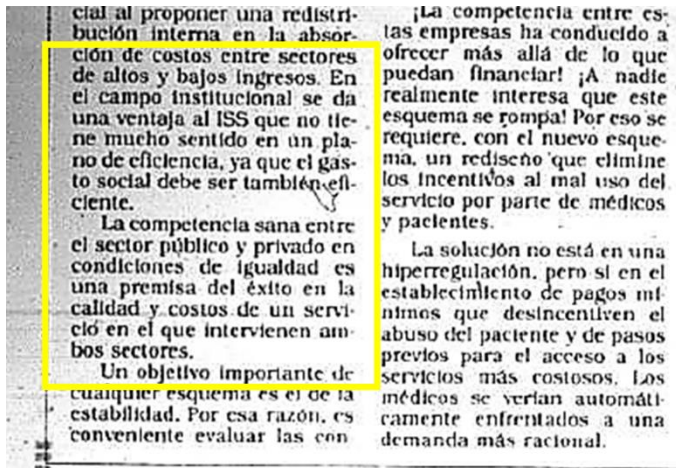 cial al proponer una redistri-
bución interna en la absor-
ción de costos entre sectores
de altos y bajos ingresos. En
el campo institucional se da
una ventaja al ISS que no tie-
ne mucho sentido en un pla-
no de eficiencia, ya que el gas-
to social debe ser también efi-
ciente.
La competencia sana entre
el sector público y privado en
condiciones de igualdad es
una premisa del éxito en la
calidad y costos de un servi-
cio en el que intervienen am-
bos sectores.
Un objetivo importante de
cualquier esquema es el de la
estabilidad. Por esa razón, es
conveniente evaluar las con
¡La competencia entre es-
tas empresas ha conducido a
ofrecer más allá de lo que
puedan financiar! ¡A nadie
realmente interesa que este
esquema se rompa! Por eso se
requiere, con el nuevo esque-
ma, un rediseño que elimine
los incentivos al mal uso del
servicio por parte de médicos
y pacientes.
La solución no está en una
hiperregulación, pero si en el
establecimiento de pagos mí-
nimos que desincentiven el
abuso del paciente y de pasos
previos para el acceso a los
servicios más costosos. Los
médicos se verían automáti-
camente enfrentados a una
demanda más racional.